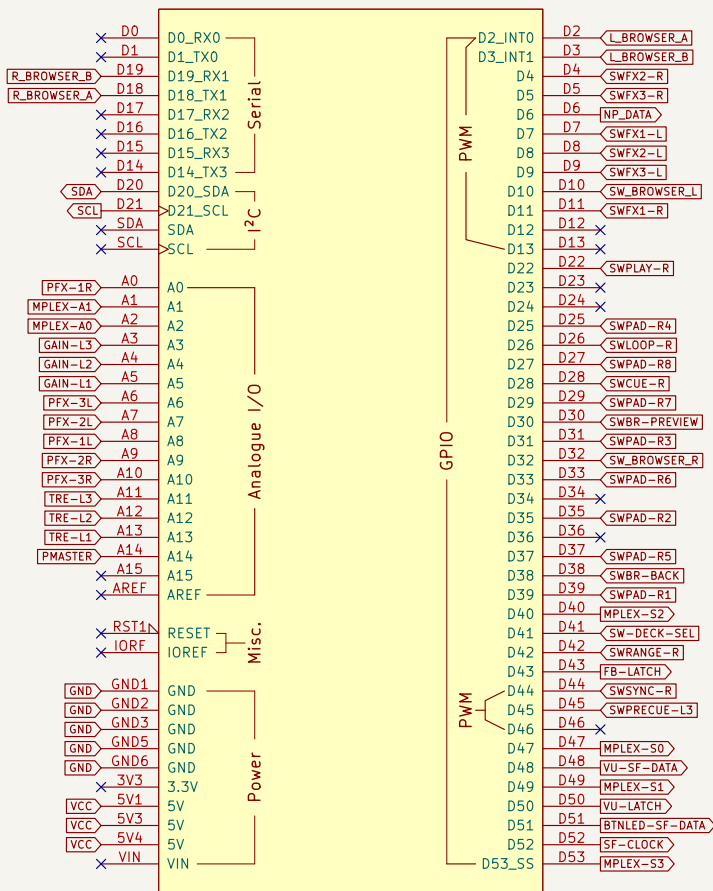 D0 D0_RX0 D2_INT0 D2 L_BROWSER_A
D1 D1_TX0 D3_INT1 D3 L_BROWSER_B
R_BROWSER_B D19 D19_RX1 D4 D4 SWFX2-R
R_BROWSER_A D18 D18_TX1 D5 D5 SWFX3-R
Serial
D17 D17_RX2 D6 D6 NP_DATA
PWM
D16 D16_TX2 D7 D7 SWFX1-L
D15 D15_RX3 D8 D8 SWFX2-L
D14 D14_TX3 D9 D9 SWFX3-L
SDA D20 D20_SDA D10 D10 SW_BROWSER_L
SCL D21 D21_SCL D11 D11 SWFX1-R
I²C
SDA SDA D12 D12
SCL SCL D13 D13
D22 D22 SWPLAY-R
PFX-1R A0 A0 D23 D23
MPLEX-A1 A1 A1 D24 D24
MPLEX-A0 A2 A2 D25 D25 SWPAD-R4
GAIN-L3 A3 A3 D26 D26 SWLOOP-R
GAIN-L2 A4 A4 D27 D27 SWPAD-R8
GAIN-L1 A5 A5 D28 D28 SWCUE-R
PFX-3L A6 A6 D29 D29 SWPAD-R7
PFX-2L A7 A7 D30 D30 SWBR-PREVIEW
Analogue I/O
GPIO
PFX-1L A8 A8 D31 D31 SWPAD-R3
PFX-2R A9 A9 D32 D32 SW_BROWSER_R
PFX-3R A10 A10 D33 D33 SWPAD-R6
TRE-L3 A11 A11 D34 D34
TRE-L2 A12 A12 D35 D35 SWPAD-R2
TRE-L1 A13 A13 D36 D36
PMASTER A14 A14 D37 D37 SWPAD-R5
A15 A15 D38 D38 SWBR-BACK
AREF AREF D39 D39 SWPAD-R1
D40 D40 MPLEX-S2
RST1 RESET D41 D41 SW-DECK-SEL
Misc.
IORF IOREF D42 D42 SWRANGE-R
D43 D43 FB-LATCH
GND GND1 GND D44 D44 SWSYNC-R
GND GND2 GND D45 D45 SWPRECUE-L3
PWM
GND GND3 GND D46 D46
GND GND5 GND D47 D47 MPLEX-S0
GND GND6 GND D48 D48 VU-SF-DATA
Power
3V3 3.3V D49 D49 MPLEX-S1
VCC 5V1 5V D50 D50 VU-LATCH
VCC 5V3 5V D51 D51 BTNLED-SF-DATA
VCC 5V4 5V D52 D52 SF-CLOCK
VIN VIN D53_SS D53 MPLEX-S3